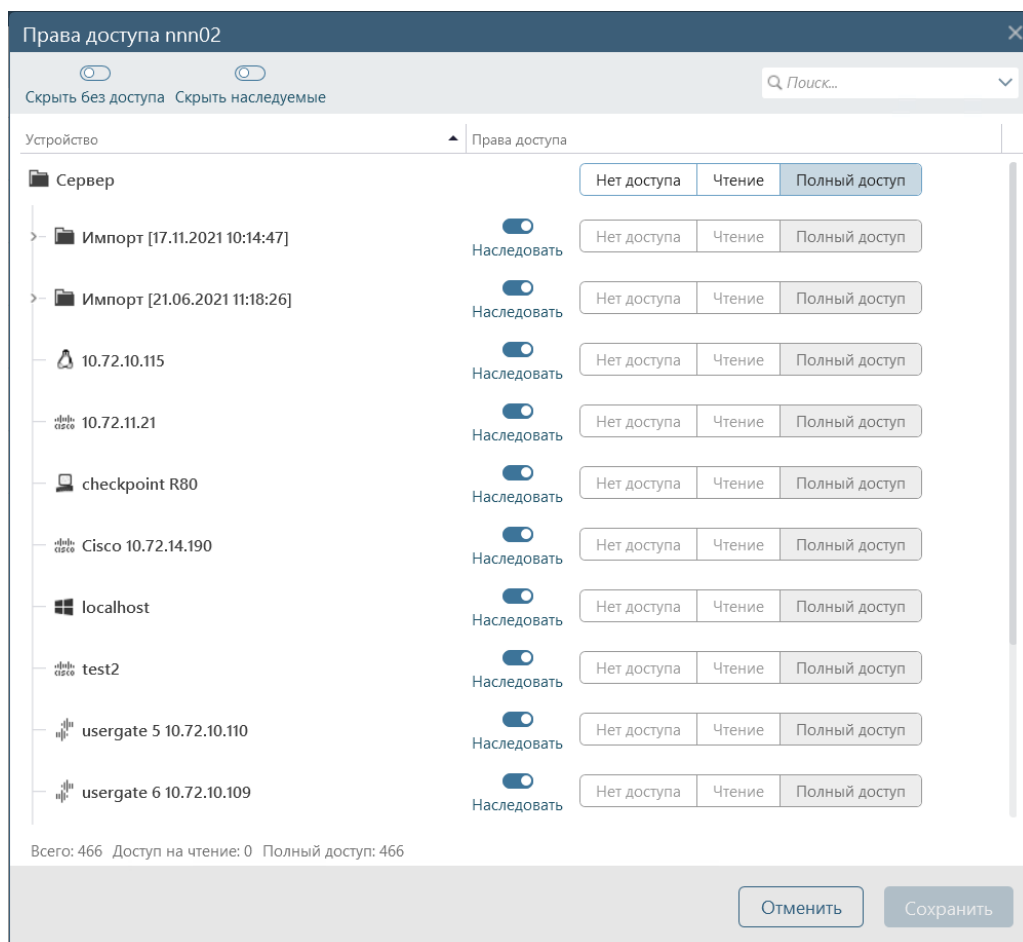 Права доступа nnn02
Скрыть без доступа Скрыть наследуемые Поиск...
Устройство Права доступа
Сервер Нет доступа Чтение Полный доступ
Импорт [17.11.2021 10:14:47] Наследовать Нет доступа Чтение Полный доступ
Импорт [21.06.2021 11:18:26] Наследовать Нет доступа Чтение Полный доступ
10.72.10.115 Наследовать Нет доступа Чтение Полный доступ
cisco 10.72.11.21 Наследовать Нет доступа Чтение Полный доступ
checkpoint R80 Наследовать Нет доступа Чтение Полный доступ
cisco Cisco 10.72.14.190 Наследовать Нет доступа Чтение Полный доступ
localhost Наследовать Нет доступа Чтение Полный доступ
cisco test2 Наследовать Нет доступа Чтение Полный доступ
usergate 5 10.72.10.110 Наследовать Нет доступа Чтение Полный доступ
usergate 6 10.72.10.109 Наследовать Нет доступа Чтение Полный доступ
Всего: 466 Доступ на чтение: 0 Полный доступ: 466
Отменить Сохранить